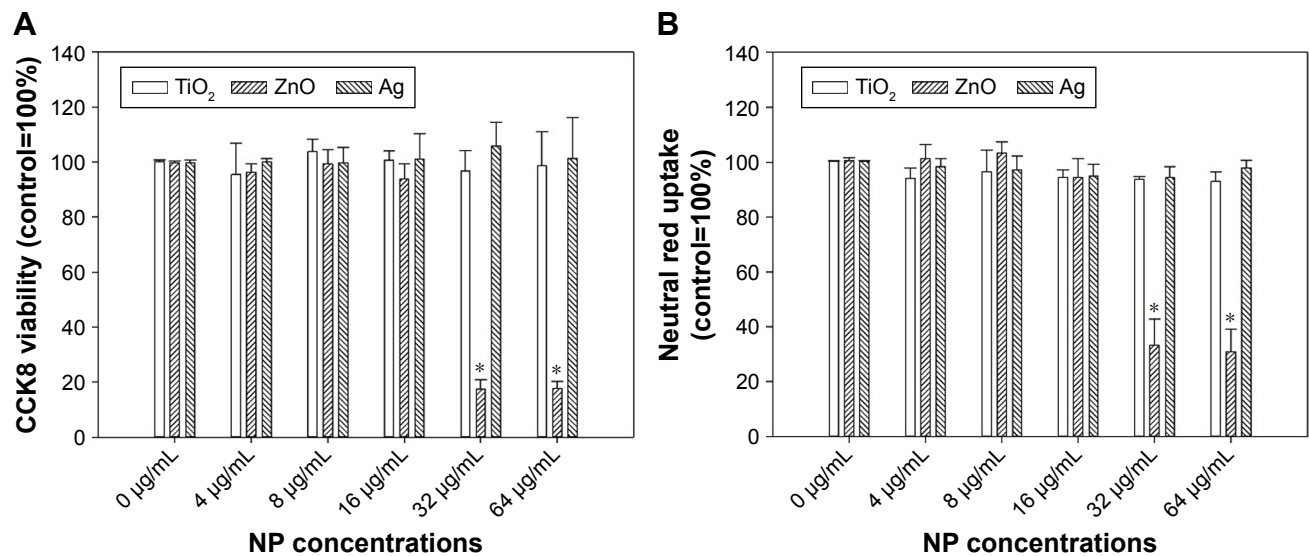 A
CCK8 viability (control=100%)
140
120
100
80
60
40
20
0
TiO₂ ZnO Ag
*
*
0 µg/mL
4 µg/mL
8 µg/mL
16 µg/mL
32 µg/mL
64 µg/mL
NP concentrations
B
Neutral red uptake
(control=100%)
140
120
100
80
60
40
20
0
TiO₂ ZnO Ag
*
*
0 µg/mL
4 µg/mL
8 µg/mL
16 µg/mL
32 µg/mL
64 µg/mL
NP concentrations